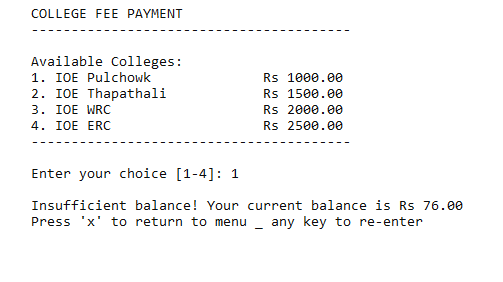 COLLEGE FEE PAYMENT
----------------------------------------
Available Colleges:
1. IOE Pulchowk              Rs 1000.00
2. IOE Thapathali            Rs 1500.00
3. IOE WRC                   Rs 2000.00
4. IOE ERC                   Rs 2500.00
----------------------------------------
Enter your choice [1-4]: 1
Insufficient balance! Your current balance is Rs 76.00
Press 'x' to return to menu _ any key to re-enter